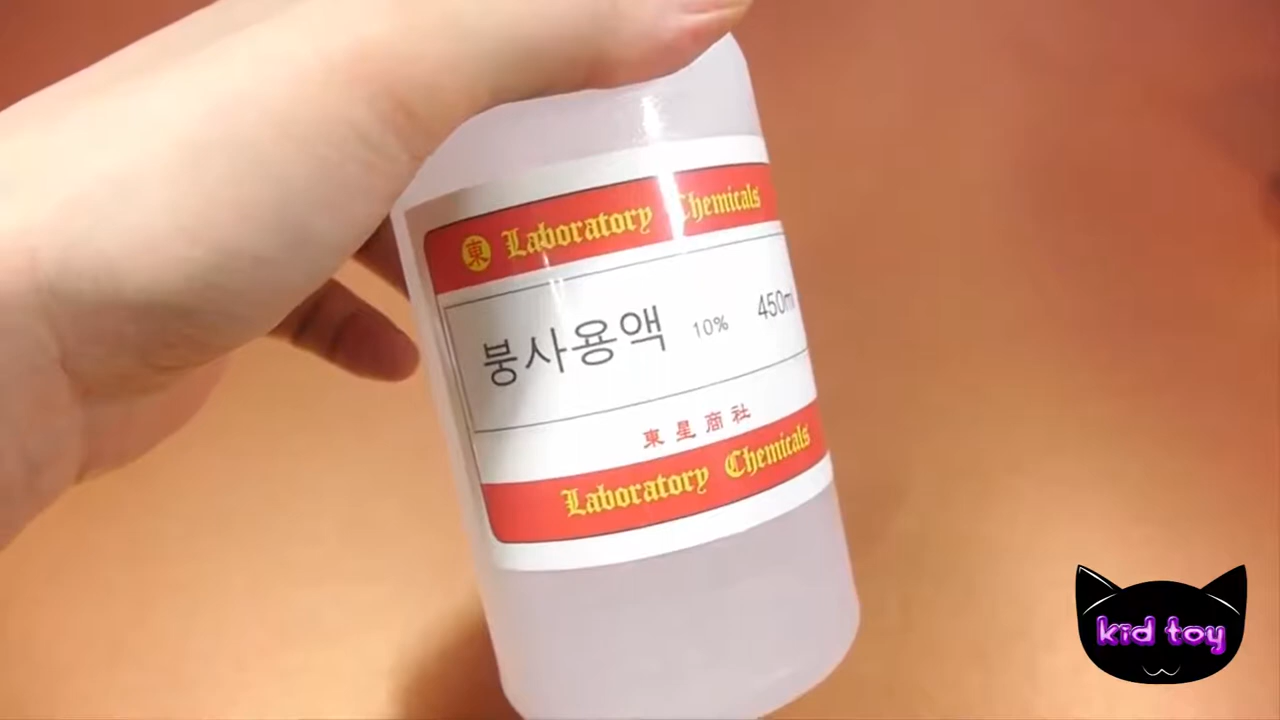 東 Laboratory Chemicals
붕사용액 10% 450ml
東星商社
Laboratory Chemicals
kid toy